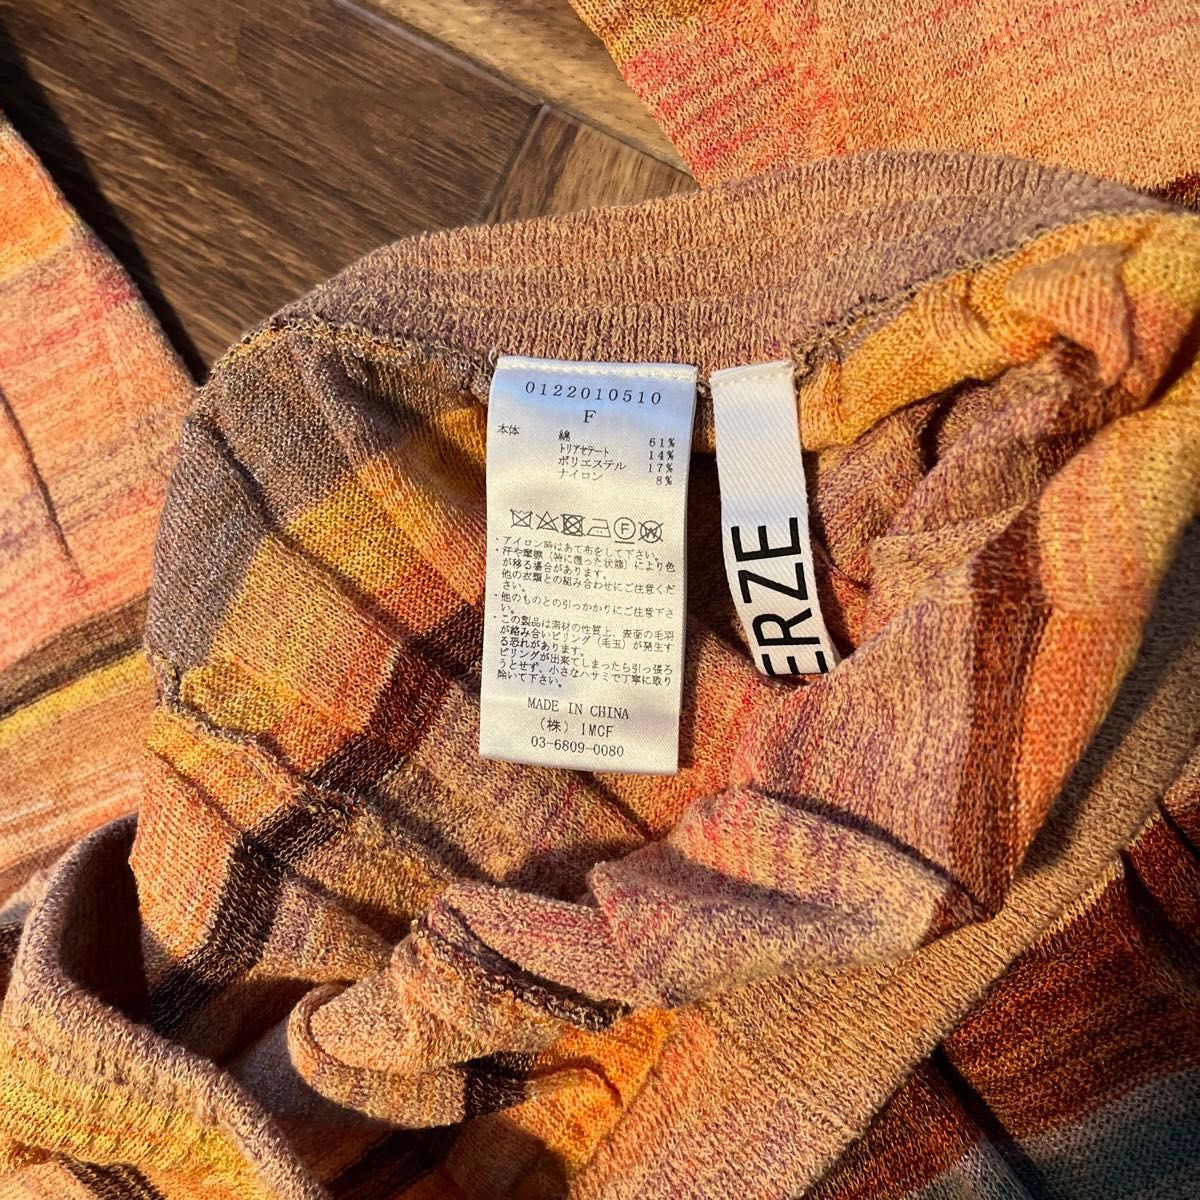 0122010510
F
本体
綿 61%
トリアセテート 14%
ポリエステル 17%
ナイロン 8%
F
W
・アイロン時はあて布をして下さい。
・汗や摩擦（特に湿った状態）により色
が移る場合があります。
他の衣類との組み合わせにご注意くだ
さい。
・他のものとの引っかかりにご注意下さ
い。
・この製品は素材の性質上、表面の毛羽
が絡み合いピリング（毛玉）が発生す
る恐れがあります。
ピリングが出来てしまったら引っ張ろ
うとせず、小さなハサミで丁寧に取り
除いて下さい。
MADE IN CHINA
（株）IMCF
03-6809-0080
ERZE